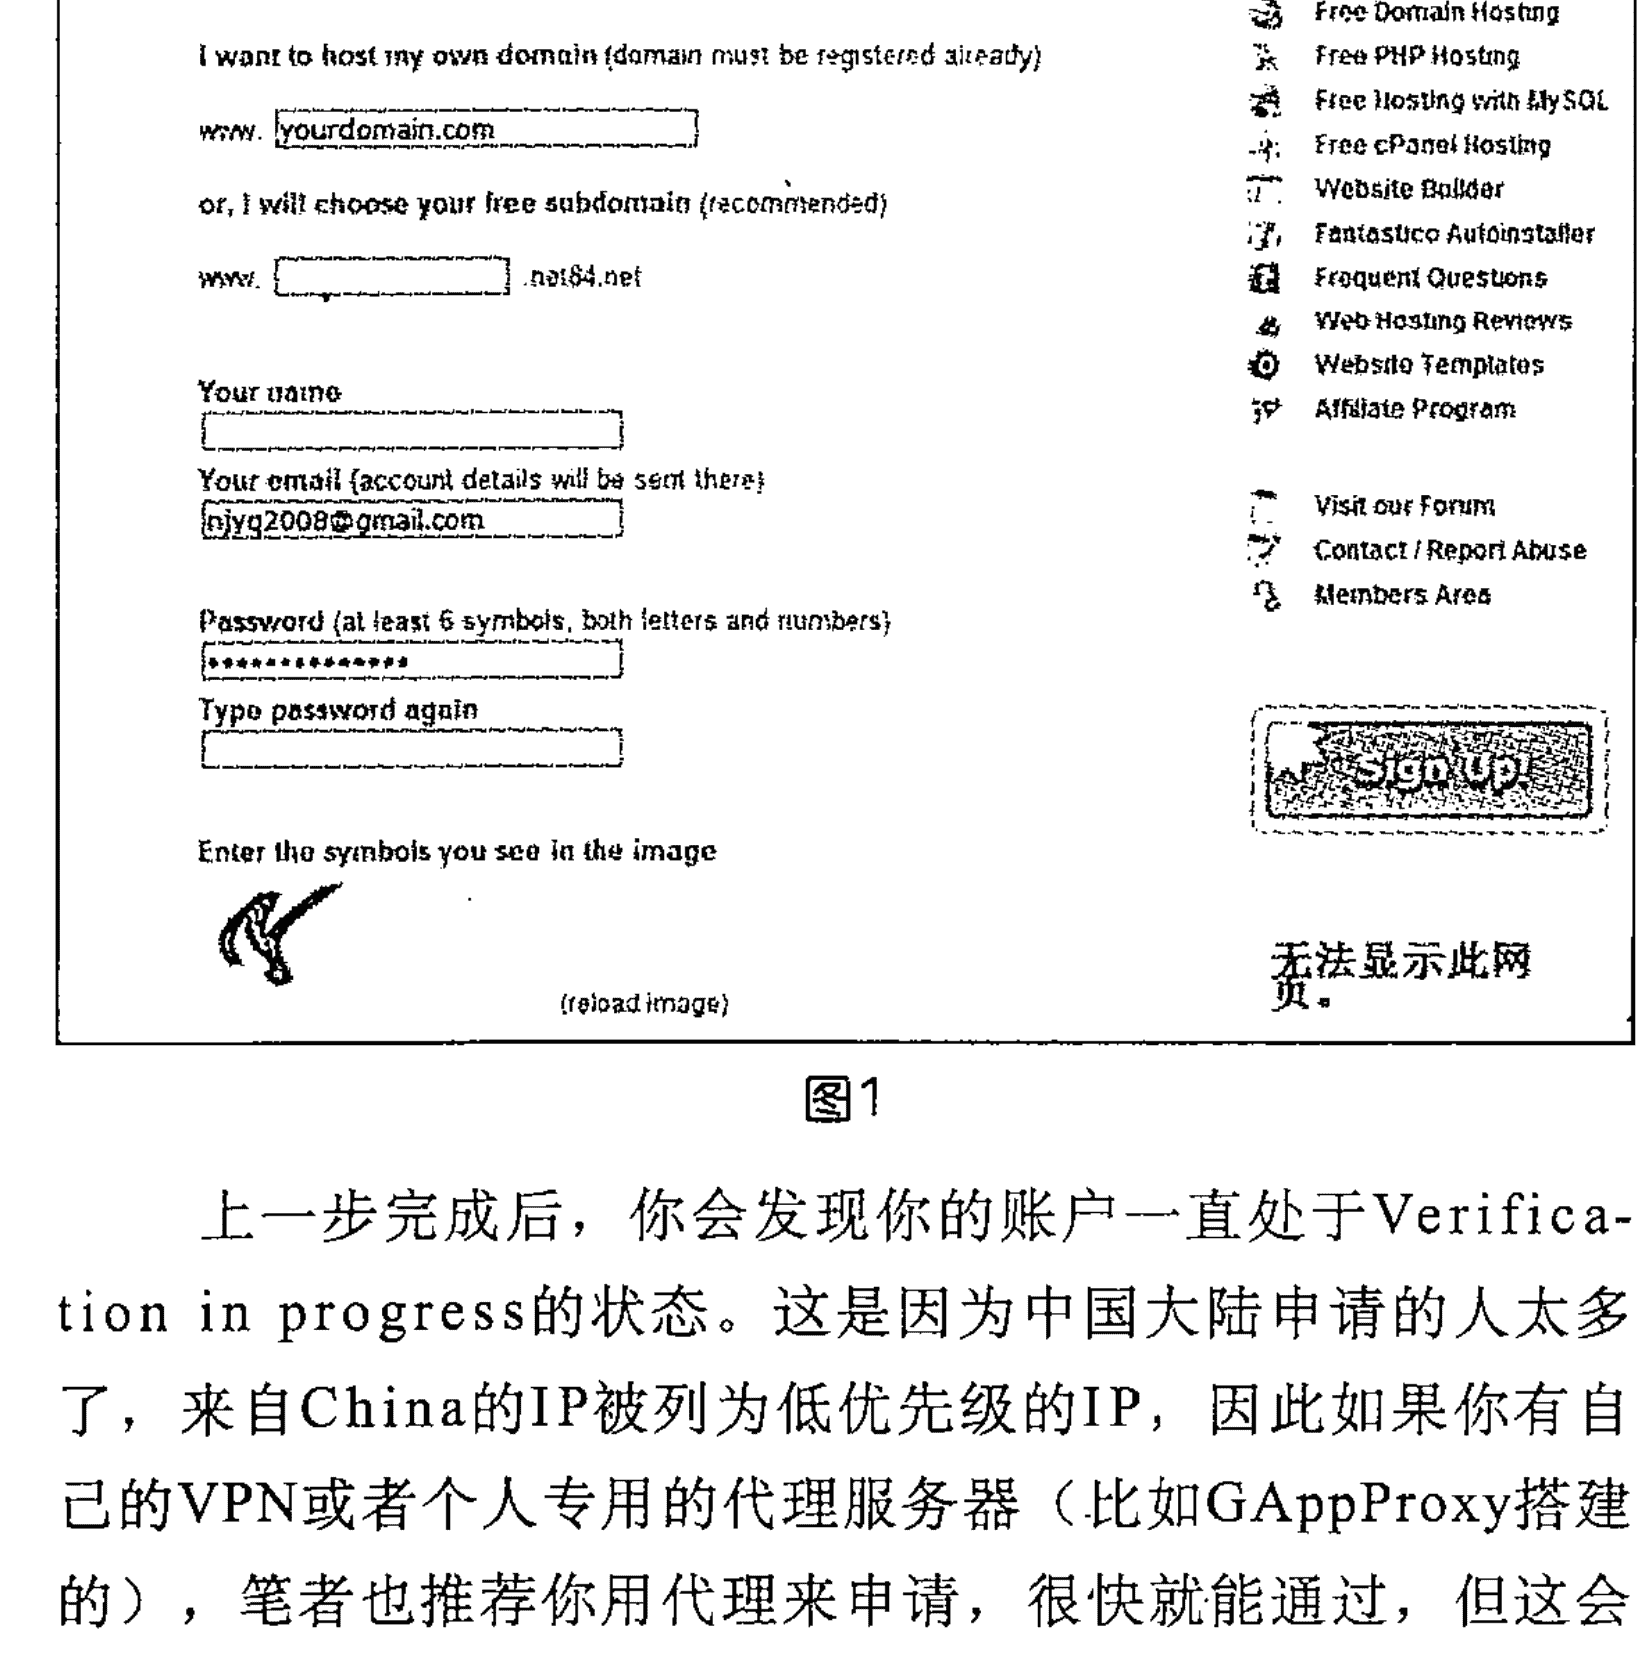 I want to host my own domain (domain must be registered already)
www. yourdomain.com
or, I will choose your free subdomain (recommended)
www. .net84.net
Your name
Your email (account details will be sent there)
njyq2008@gmail.com
Password (at least 6 symbols, both letters and numbers)
••••••••••••••
Type password again
Enter the symbols you see in the image
(reload image)
Free Domain Hosting
Free PHP Hosting
Free Hosting with MySQL
Free cPanel Hosting
Website Builder
Fantastico Autoinstaller
Frequent Questions
Web Hosting Reviews
Website Templates
Affiliate Program
Visit our Forum
Contact / Report Abuse
Members Area
Sign Up!
无法显示此网
页。
图1
上一步完成后，你会发现你的账户一直处于Verifica-
tion in progress的状态。这是因为中国大陆申请的人太多
了，来自China的IP被列为低优先级的IP，因此如果你有自
己的VPN或者个人专用的代理服务器（比如GAppProxy搭建
的），笔者也推荐你用代理来申请，很快就能通过，但这会